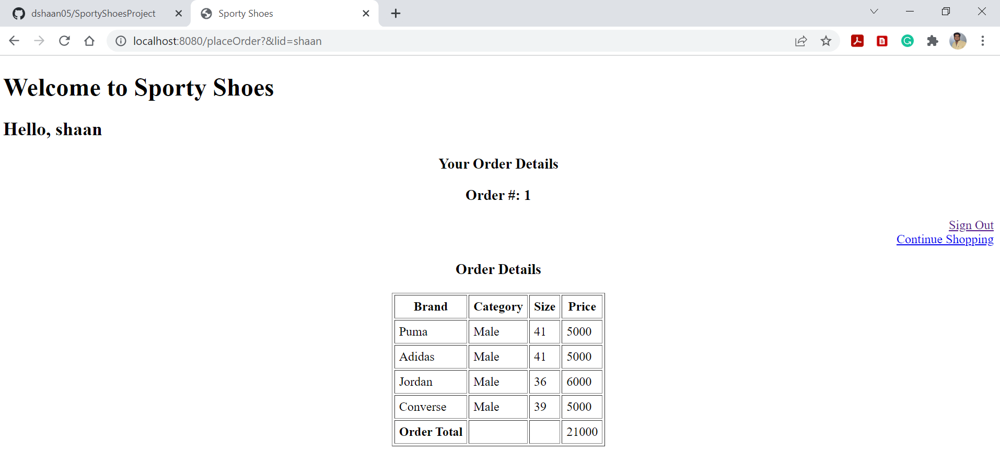 dshaan05/SportyShoesProject Sporty Shoes
localhost:8080/placeOrder?&lid=shaan
Welcome to Sporty Shoes
Hello, shaan
Your Order Details
Order #: 1
Sign Out
Continue Shopping
Order Details
Brand Category Size Price
Puma Male 41 5000
Adidas Male 41 5000
Jordan Male 36 6000
Converse Male 39 5000
Order Total 21000